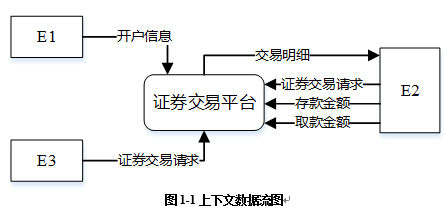 E1
开户信息
交易明细
证券交易平台
证券交易请求
存款金额
取款金额
E2
E3
证券交易请求
图1-1 上下文数据流图